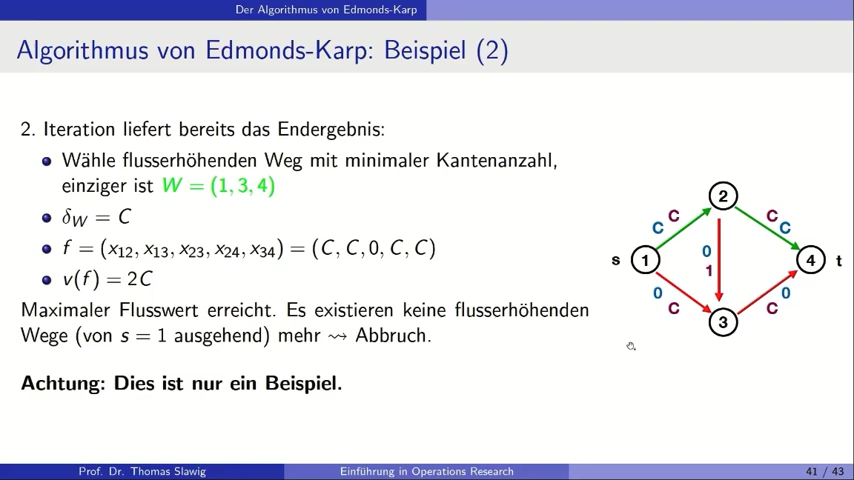 Der Algorithmus von Edmonds-Karp
Algorithmus von Edmonds-Karp: Beispiel (2)
2. Iteration liefert bereits das Endergebnis:
Wähle flusserhöhenden Weg mit minimaler Kantenanzahl,
einziger ist W = (1, 3, 4)
δ_W = C
f = (x₁₂, x₁₃, x₂₃, x₂₄, x₃₄) = (C, C, 0, C, C)
v(f) = 2C
Maximaler Flusswert erreicht. Es existieren keine flusserhöhenden
Wege (von s = 1 ausgehend) mehr ⇝ Abbruch.
Achtung: Dies ist nur ein Beispiel.
2
C C
C C
s 1
0
1
4 t
0 C
0 C
3
Prof. Dr. Thomas Slawig
Einführung in Operations Research
41 / 43